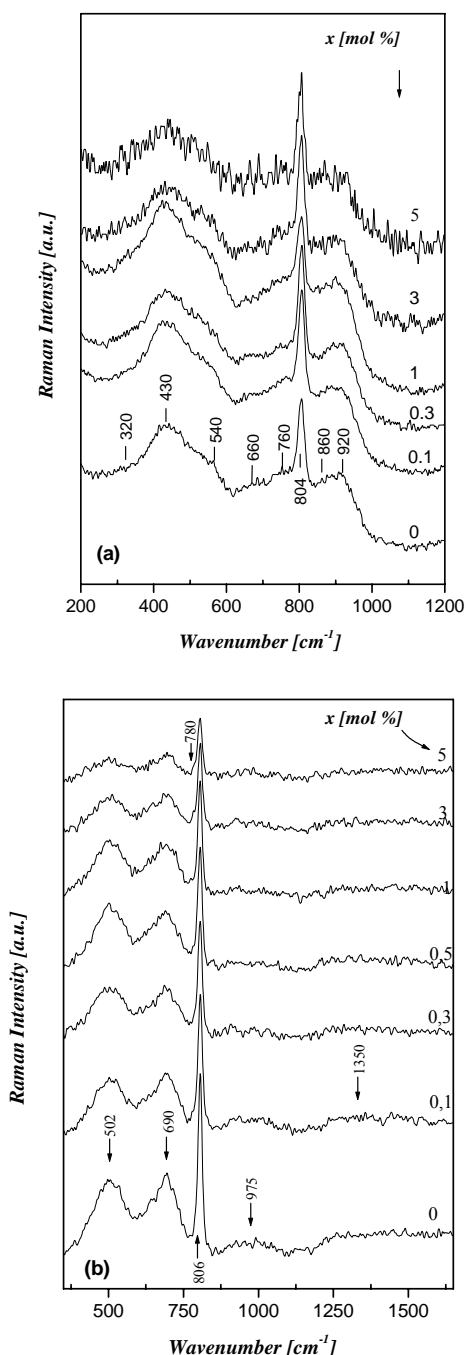 x [mol %]
5
3
1
0.3
0.1
0
320
430
540
660
760
804
860
920
(a)
Raman Intensity [a.u.]
200 400 600 800 1000 1200
Wavenumber [cm-1]
x [mol %]
780
5
3
1
0,5
0,3
0,1
0
502
690
806
975
1350
(b)
Raman Intensity [a.u.]
500 750 1000 1250 1500
Wavenumber [cm-1]